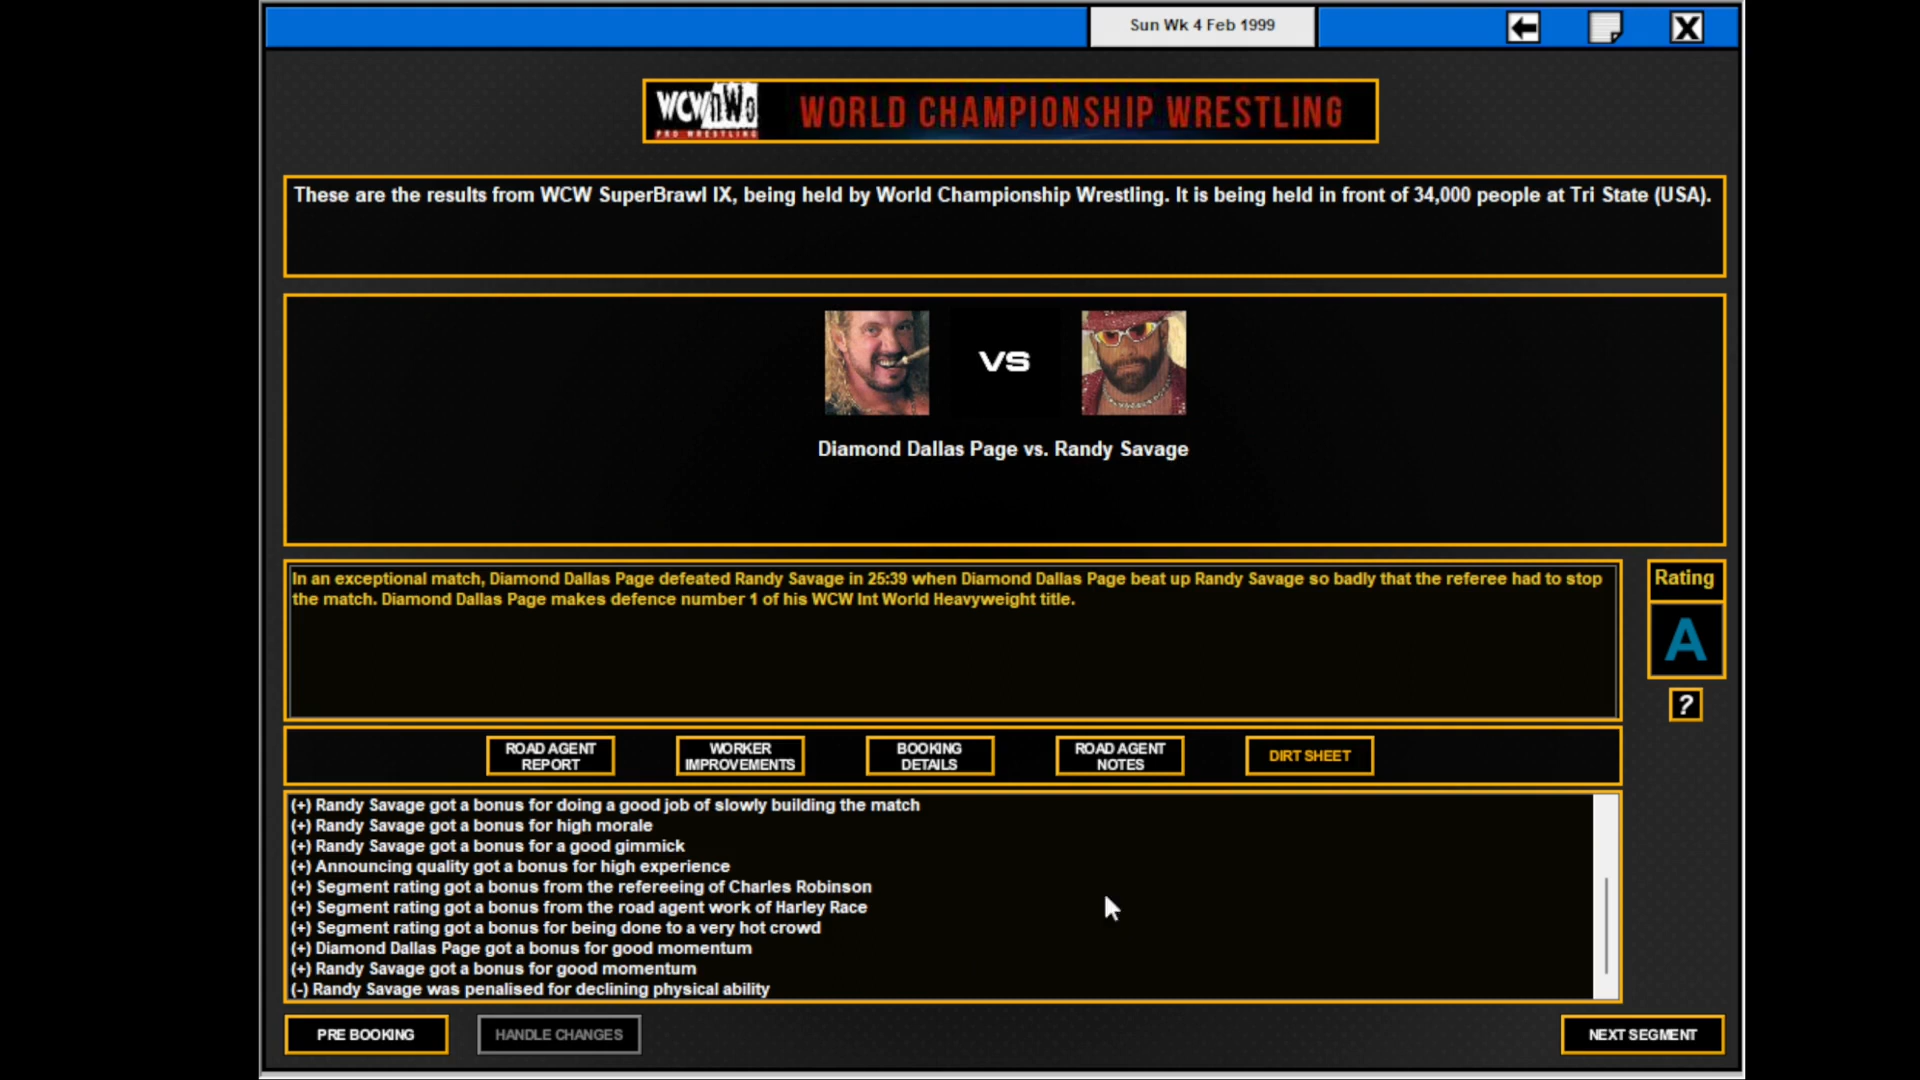 Sun Wk 4 Feb 1999
X
WCW nWo
PRO WRESTLING
WORLD CHAMPIONSHIP WRESTLING
These are the results from WCW SuperBrawl IX, being held by World Championship Wrestling. It is being held in front of 34,000 people at Tri State (USA).
VS
Diamond Dallas Page vs. Randy Savage
In an exceptional match, Diamond Dallas Page defeated Randy Savage in 25:39 when Diamond Dallas Page beat up Randy Savage so badly that the referee had to stop
the match. Diamond Dallas Page makes defence number 1 of his WCW Int World Heavyweight title.
Rating
A
?
ROAD AGENT
REPORT
WORKER
IMPROVEMENTS
BOOKING
DETAILS
ROAD AGENT
NOTES
DIRT SHEET
(+) Randy Savage got a bonus for doing a good job of slowly building the match
(+) Randy Savage got a bonus for high morale
(+) Randy Savage got a bonus for a good gimmick
(+) Announcing quality got a bonus for high experience
(+) Segment rating got a bonus from the refereeing of Charles Robinson
(+) Segment rating got a bonus from the road agent work of Harley Race
(+) Segment rating got a bonus for being done to a very hot crowd
(+) Diamond Dallas Page got a bonus for good momentum
(+) Randy Savage got a bonus for good momentum
(-) Randy Savage was penalised for declining physical ability
PRE BOOKING
HANDLE CHANGES
NEXT SEGMENT